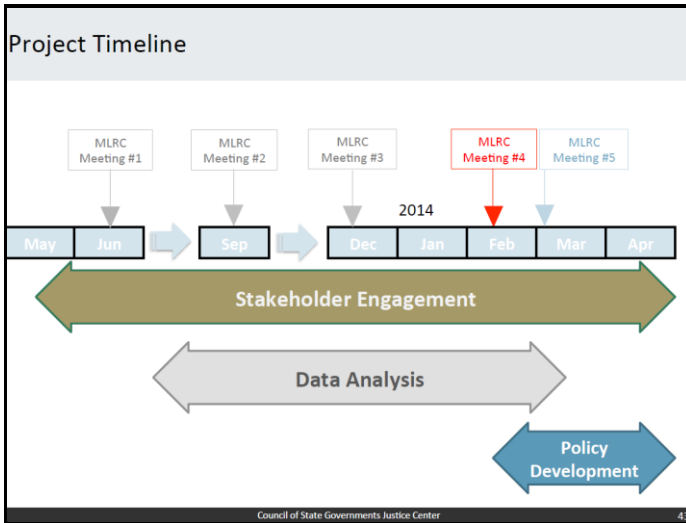 Project Timeline
MLRC
Meeting #1
MLRC
Meeting #2
MLRC
Meeting #3
MLRC
Meeting #4
MLRC
Meeting #5
2014
May Jun Sep Dec Jan Feb Mar Apr
Stakeholder Engagement
Data Analysis
Policy
Development
Council of State Governments Justice Center